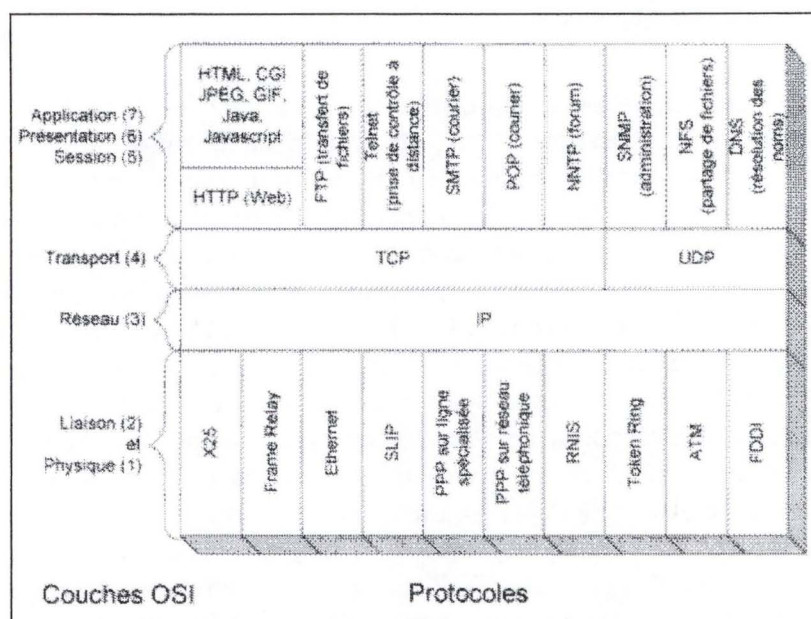 Application (7)
Présentation (6)
Session (5)
HTML, CGI
JPEG, GIF,
Java,
Javascript
HTTP (Web)
FTP (transfert de
fichiers)
Telnet
(prise de contrôle à
distance)
SMTP (courier)
POP (courier)
NNTP (forum)
SNMP
(administration)
NFS
(partage de fichiers)
DNS
(résolution des
noms)
Transport (4)
TCP
UDP
Réseau (3)
IP
Liaison (2)
et
Physique (1)
X25
Frame Relay
Ethernet
SLIP
PPP sur ligne
spécialisée
PPP sur réseau
téléphonique
RNIS
Token Ring
ATM
FDDI
Couches OSI
Protocoles